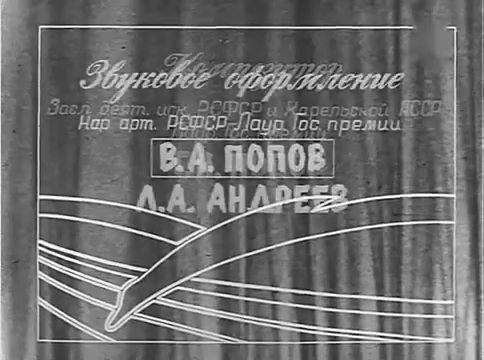 Композитор
Звуковое оформление
Засл. деят. иск. РСФСР и Карельской АССР
Нар арт. РСФСР-Лаур Гос премии
В.А. ПОПОВ
Л.А. АНДРЕЕВ